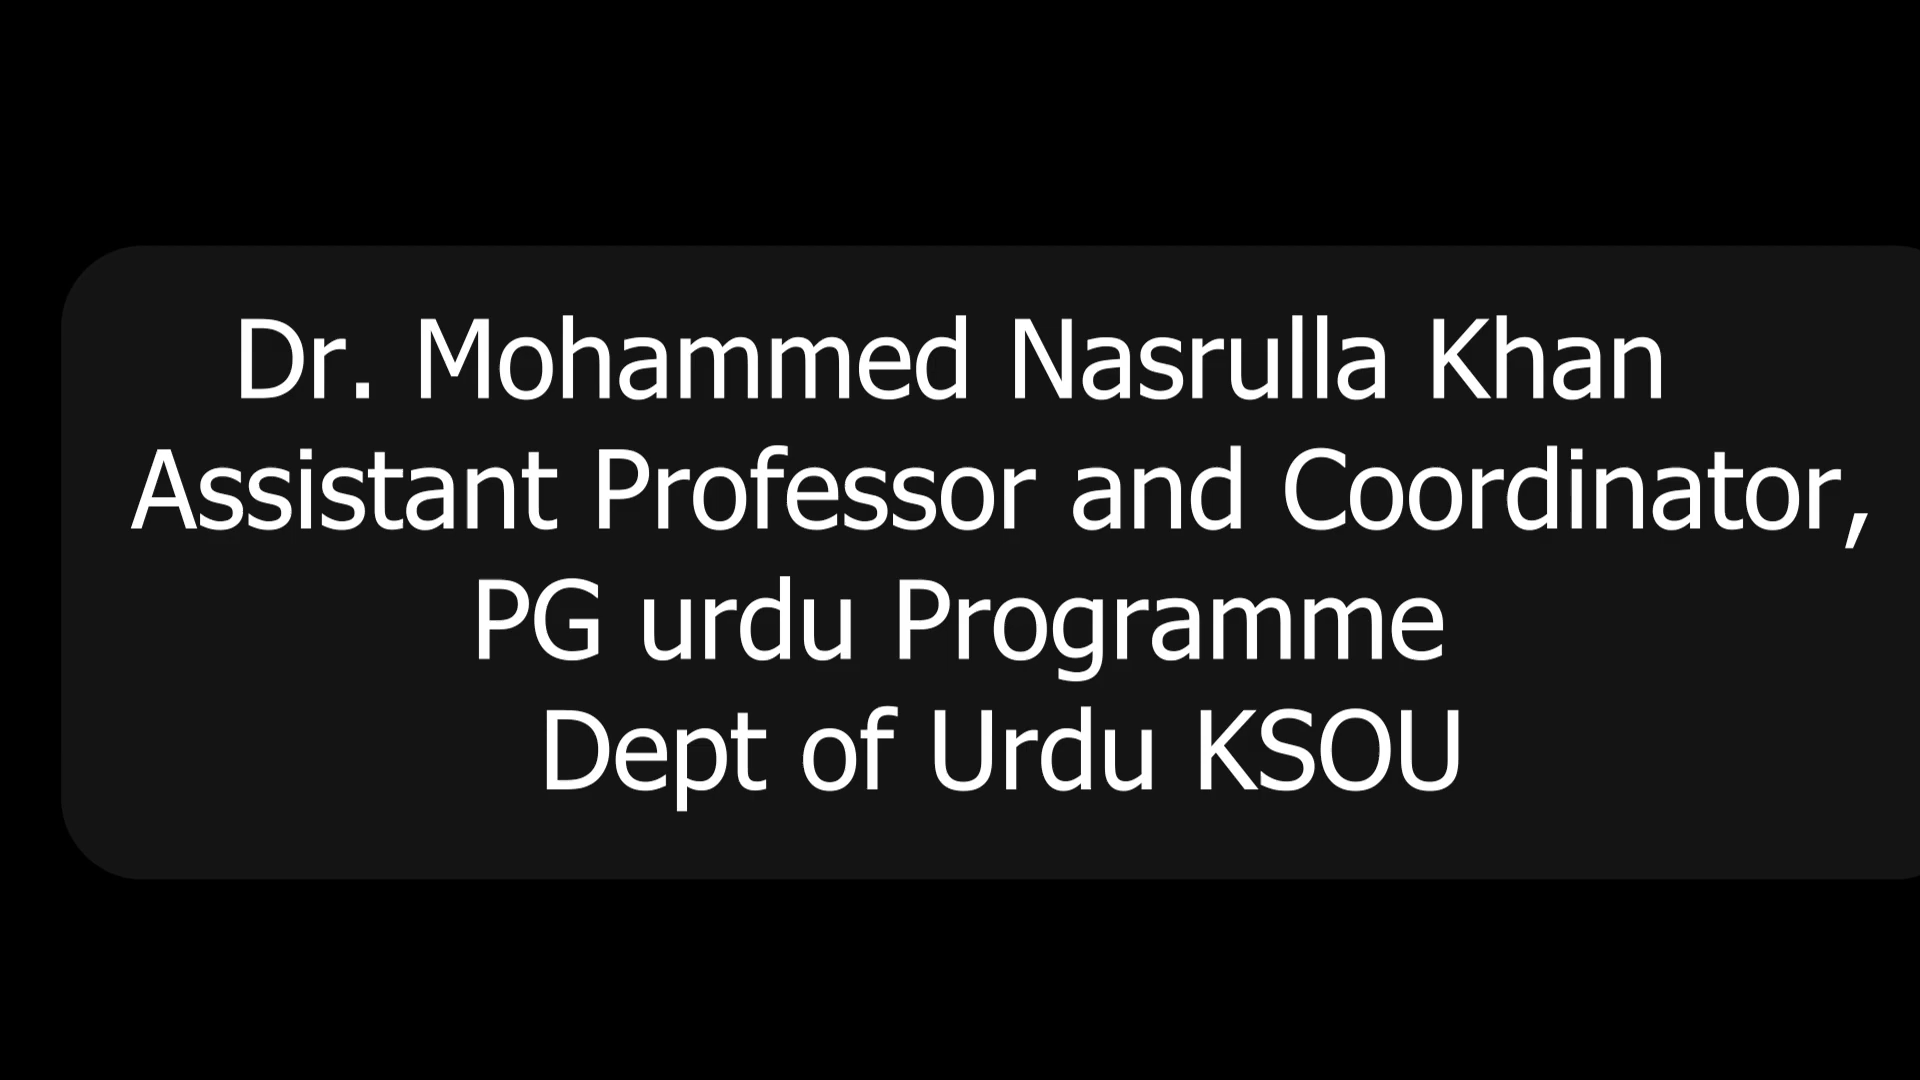 Dr. Mohammed Nasrulla Khan
Assistant Professor and Coordinator,
PG urdu Programme
Dept of Urdu KSOU